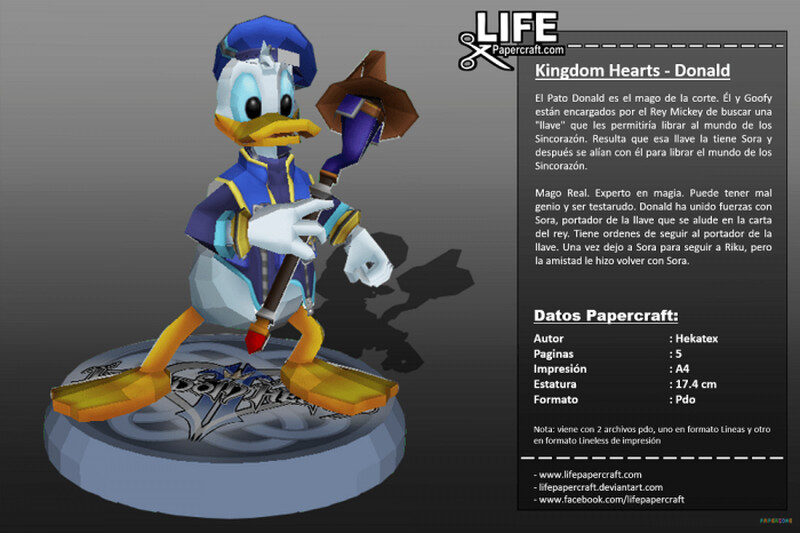 LIFE
Papercraft.com
Kingdom Hearts - Donald
El Pato Donald es el mago de la corte. Él y Goofy
están encargados por el Rey Mickey de buscar una
"llave" que les permitiría librar al mundo de los
Sincorazón. Resulta que esa llave la tiene Sora y
después se alían con él para librar el mundo de los
Sincorazón.
Mago Real. Experto en magia. Puede tener mal
genio y ser testarudo. Donald ha unido fuerzas con
Sora, portador de la llave que se alude en la carta
del rey. Tiene ordenes de seguir al portador de la
llave. Una vez dejo a Sora para seguir a Riku, pero
la amistad le hizo volver con Sora.
Datos Papercraft:
Autor : Hekatex
Paginas : 5
Impresión : A4
Estatura : 17.4 cm
Formato : Pdo
Nota: viene con 2 archivos pdo, uno en formato Lineas y otro
en formato Lineless de impresión
- www.lifepapercraft.com
- lifepapercraft.deviantart.com
- www.facebook.com/lifepapercraft